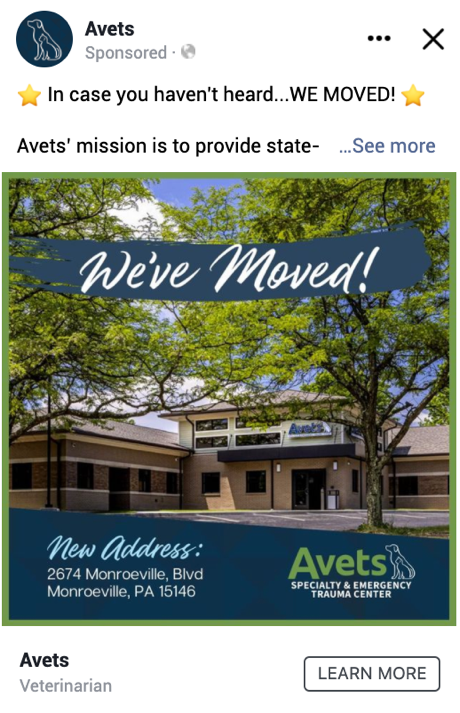 Avets
Sponsored ·
⭐ In case you haven't heard...WE MOVED! ⭐
Avets' mission is to provide state- ...See more
We've Moved!
Avets
New Address:
2674 Monroeville, Blvd
Monroeville, PA 15146
Avets
SPECIALTY & EMERGENCY
TRAUMA CENTER
Avets
Veterinarian
LEARN MORE